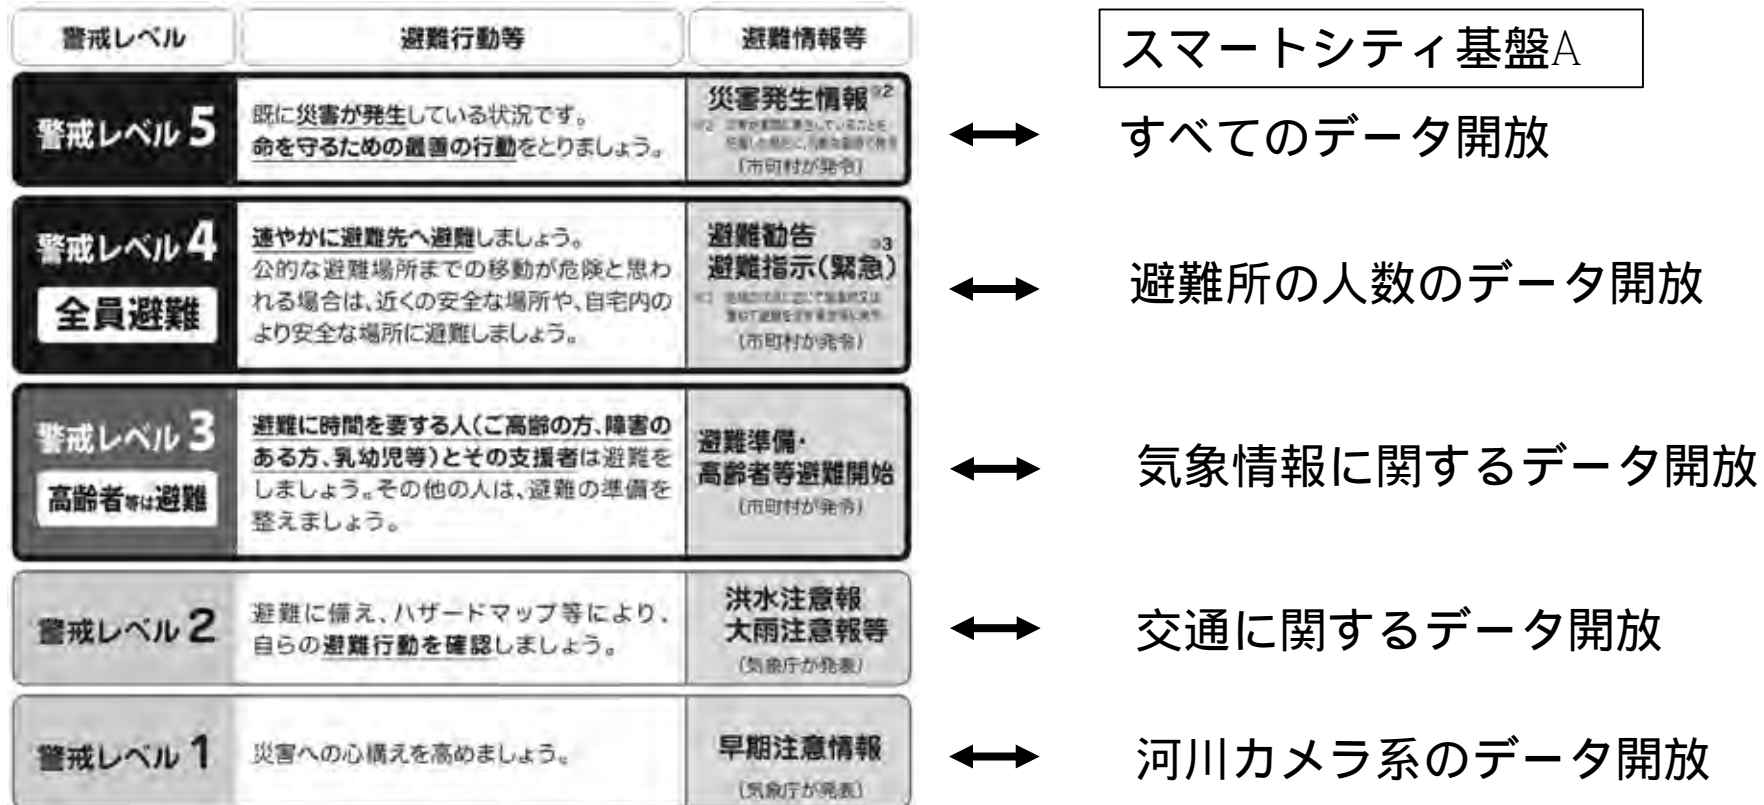 警戒レベル
避難行動等
避難情報等
スマートシティ基盤A
警戒レベル 5
既に災害が発生している状況です。
命を守るための最善の行動をとりましょう。
災害発生情報※2
(市町村が発令)
すべてのデータ開放
警戒レベル 4
全員避難
速やかに避難先へ避難しましょう。
公的な避難場所までの移動が危険と思わ
れる場合は、近くの安全な場所や、自宅内の
より安全な場所に避難しましょう。
避難勧告
避難指示(緊急)※3
(市町村が発令)
避難所の人数のデータ開放
警戒レベル 3
高齢者等は避難
避難に時間を要する人(ご高齢の方、障害の
ある方、乳幼児等)とその支援者は避難を
しましょう。その他の人は、避難の準備を
整えましょう。
避難準備・
高齢者等避難開始
(市町村が発令)
気象情報に関するデータ開放
警戒レベル 2
避難に備え、ハザードマップ等により、
自らの避難行動を確認しましょう。
洪水注意報
大雨注意報等
(気象庁が発表)
交通に関するデータ開放
警戒レベル 1
災害への心構えを高めましょう。
早期注意情報
(気象庁が発表)
河川カメラ系のデータ開放